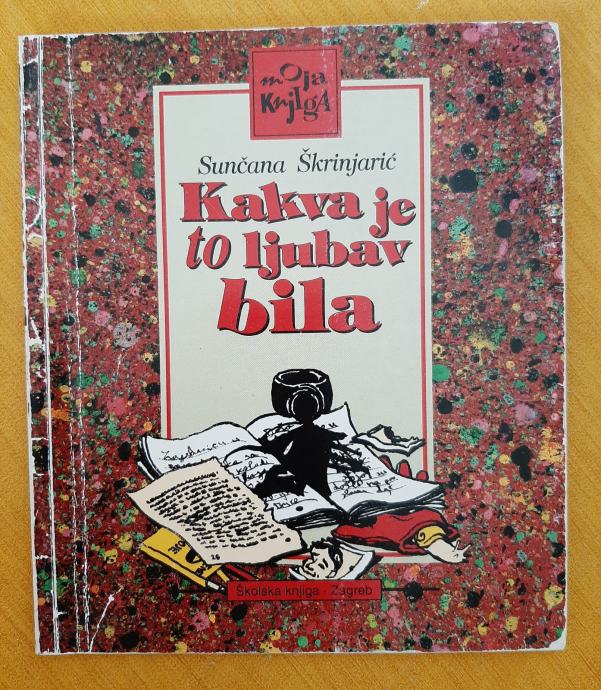 moja
knjIgA
Sunčana Škrinjarić
Kakva je
to ljubav
bila
Školska knjiga · Zagreb